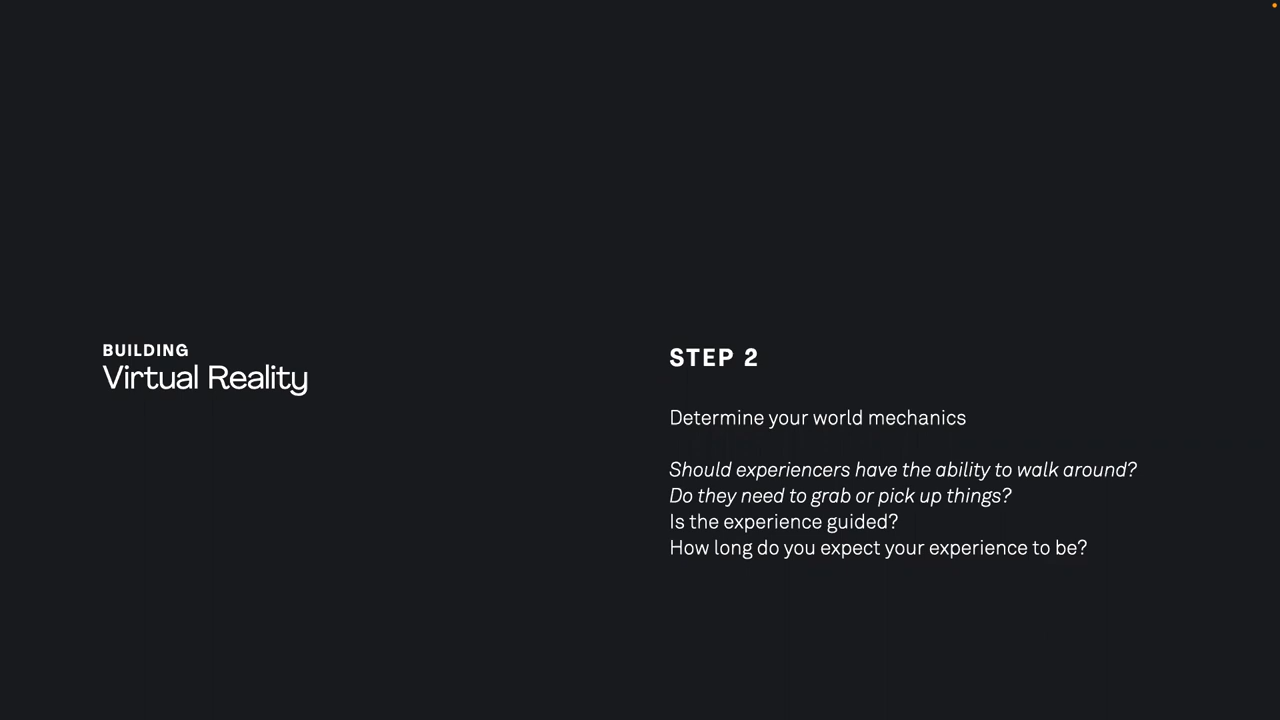 BUILDING
Virtual Reality
STEP 2
Determine your world mechanics
Should experiencers have the ability to walk around?
Do they need to grab or pick up things?
Is the experience guided?
How long do you expect your experience to be?